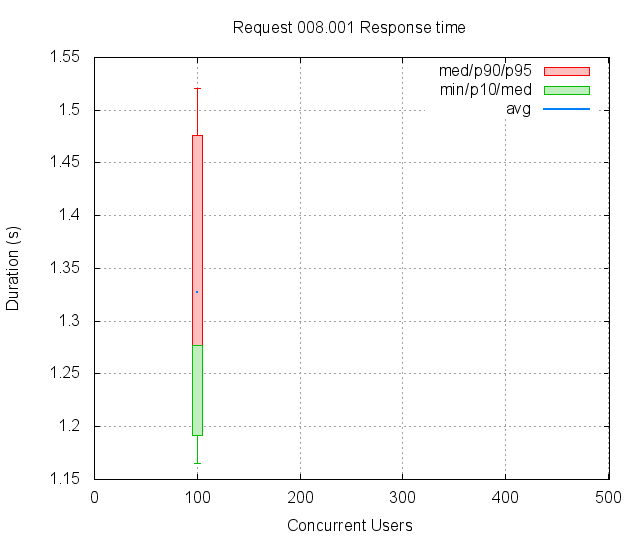 Request 008.001 Response time
med/p90/p95
min/p10/med
avg
Duration (s)
1.55
1.5
1.45
1.4
1.35
1.3
1.25
1.2
1.15
0
100
200
300
400
500
Concurrent Users